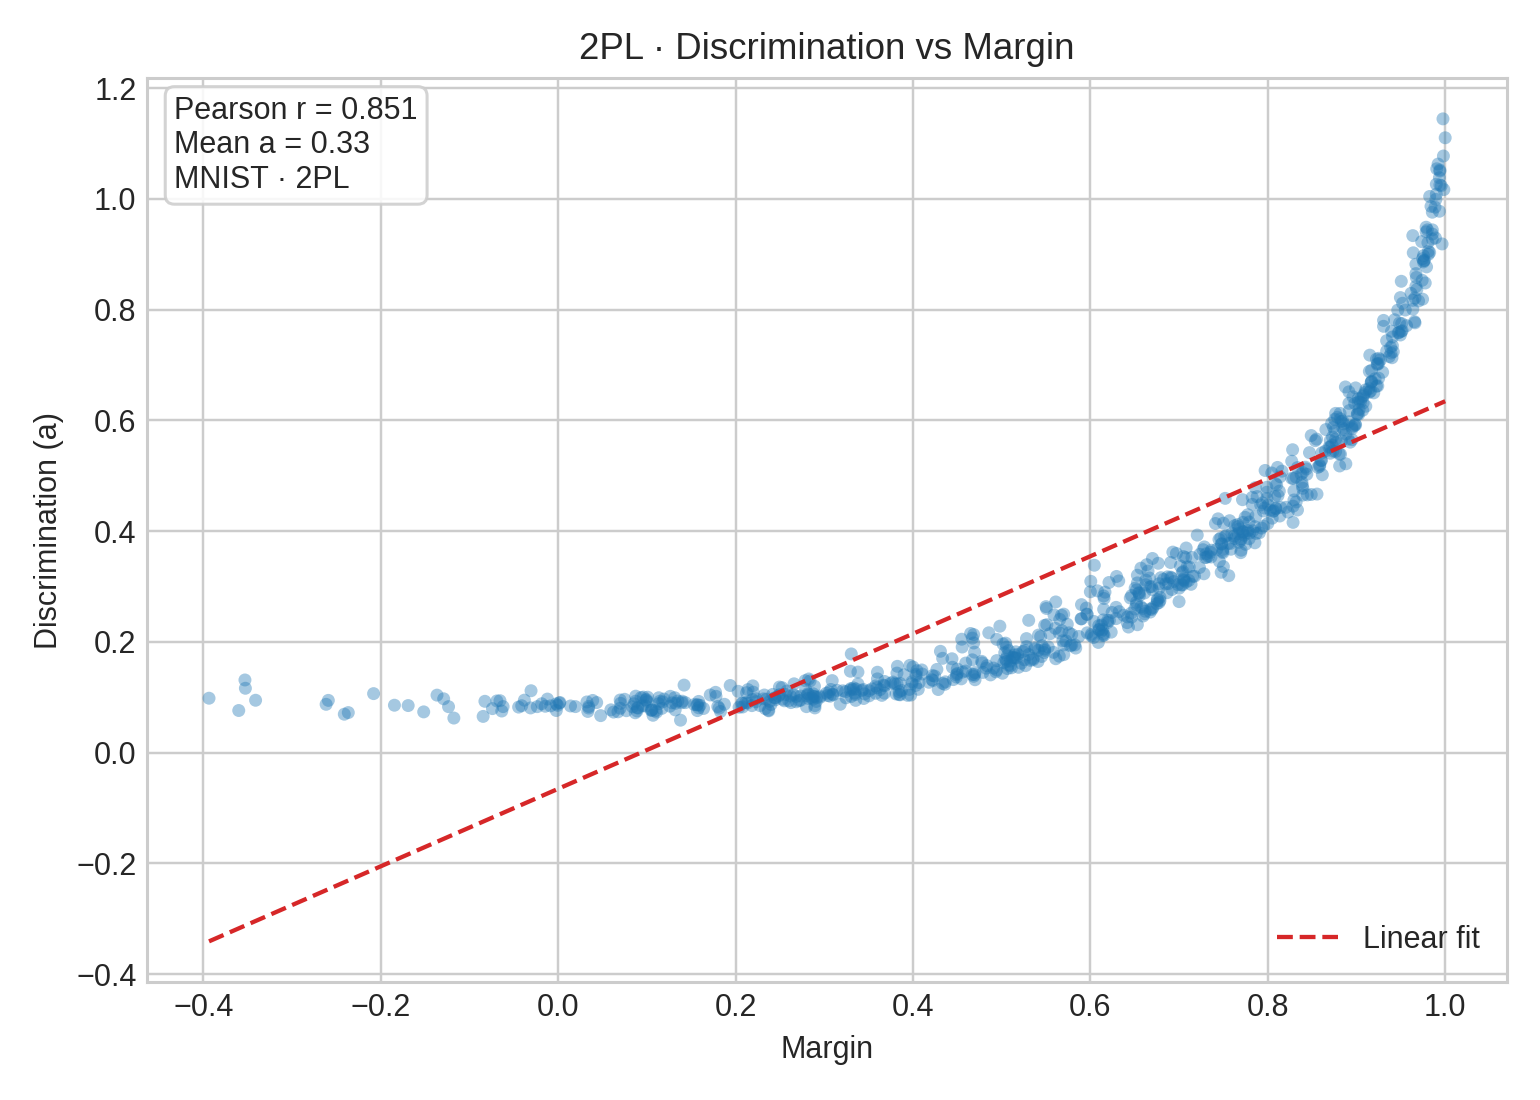 2PL · Discrimination vs Margin
Pearson r = 0.851
Mean a = 0.33
MNIST · 2PL
1.2
1.0
0.8
0.6
0.4
0.2
0.0
−0.2
−0.4
Discrimination (a)
Linear fit
−0.4 −0.2 0.0 0.2 0.4 0.6 0.8 1.0
Margin